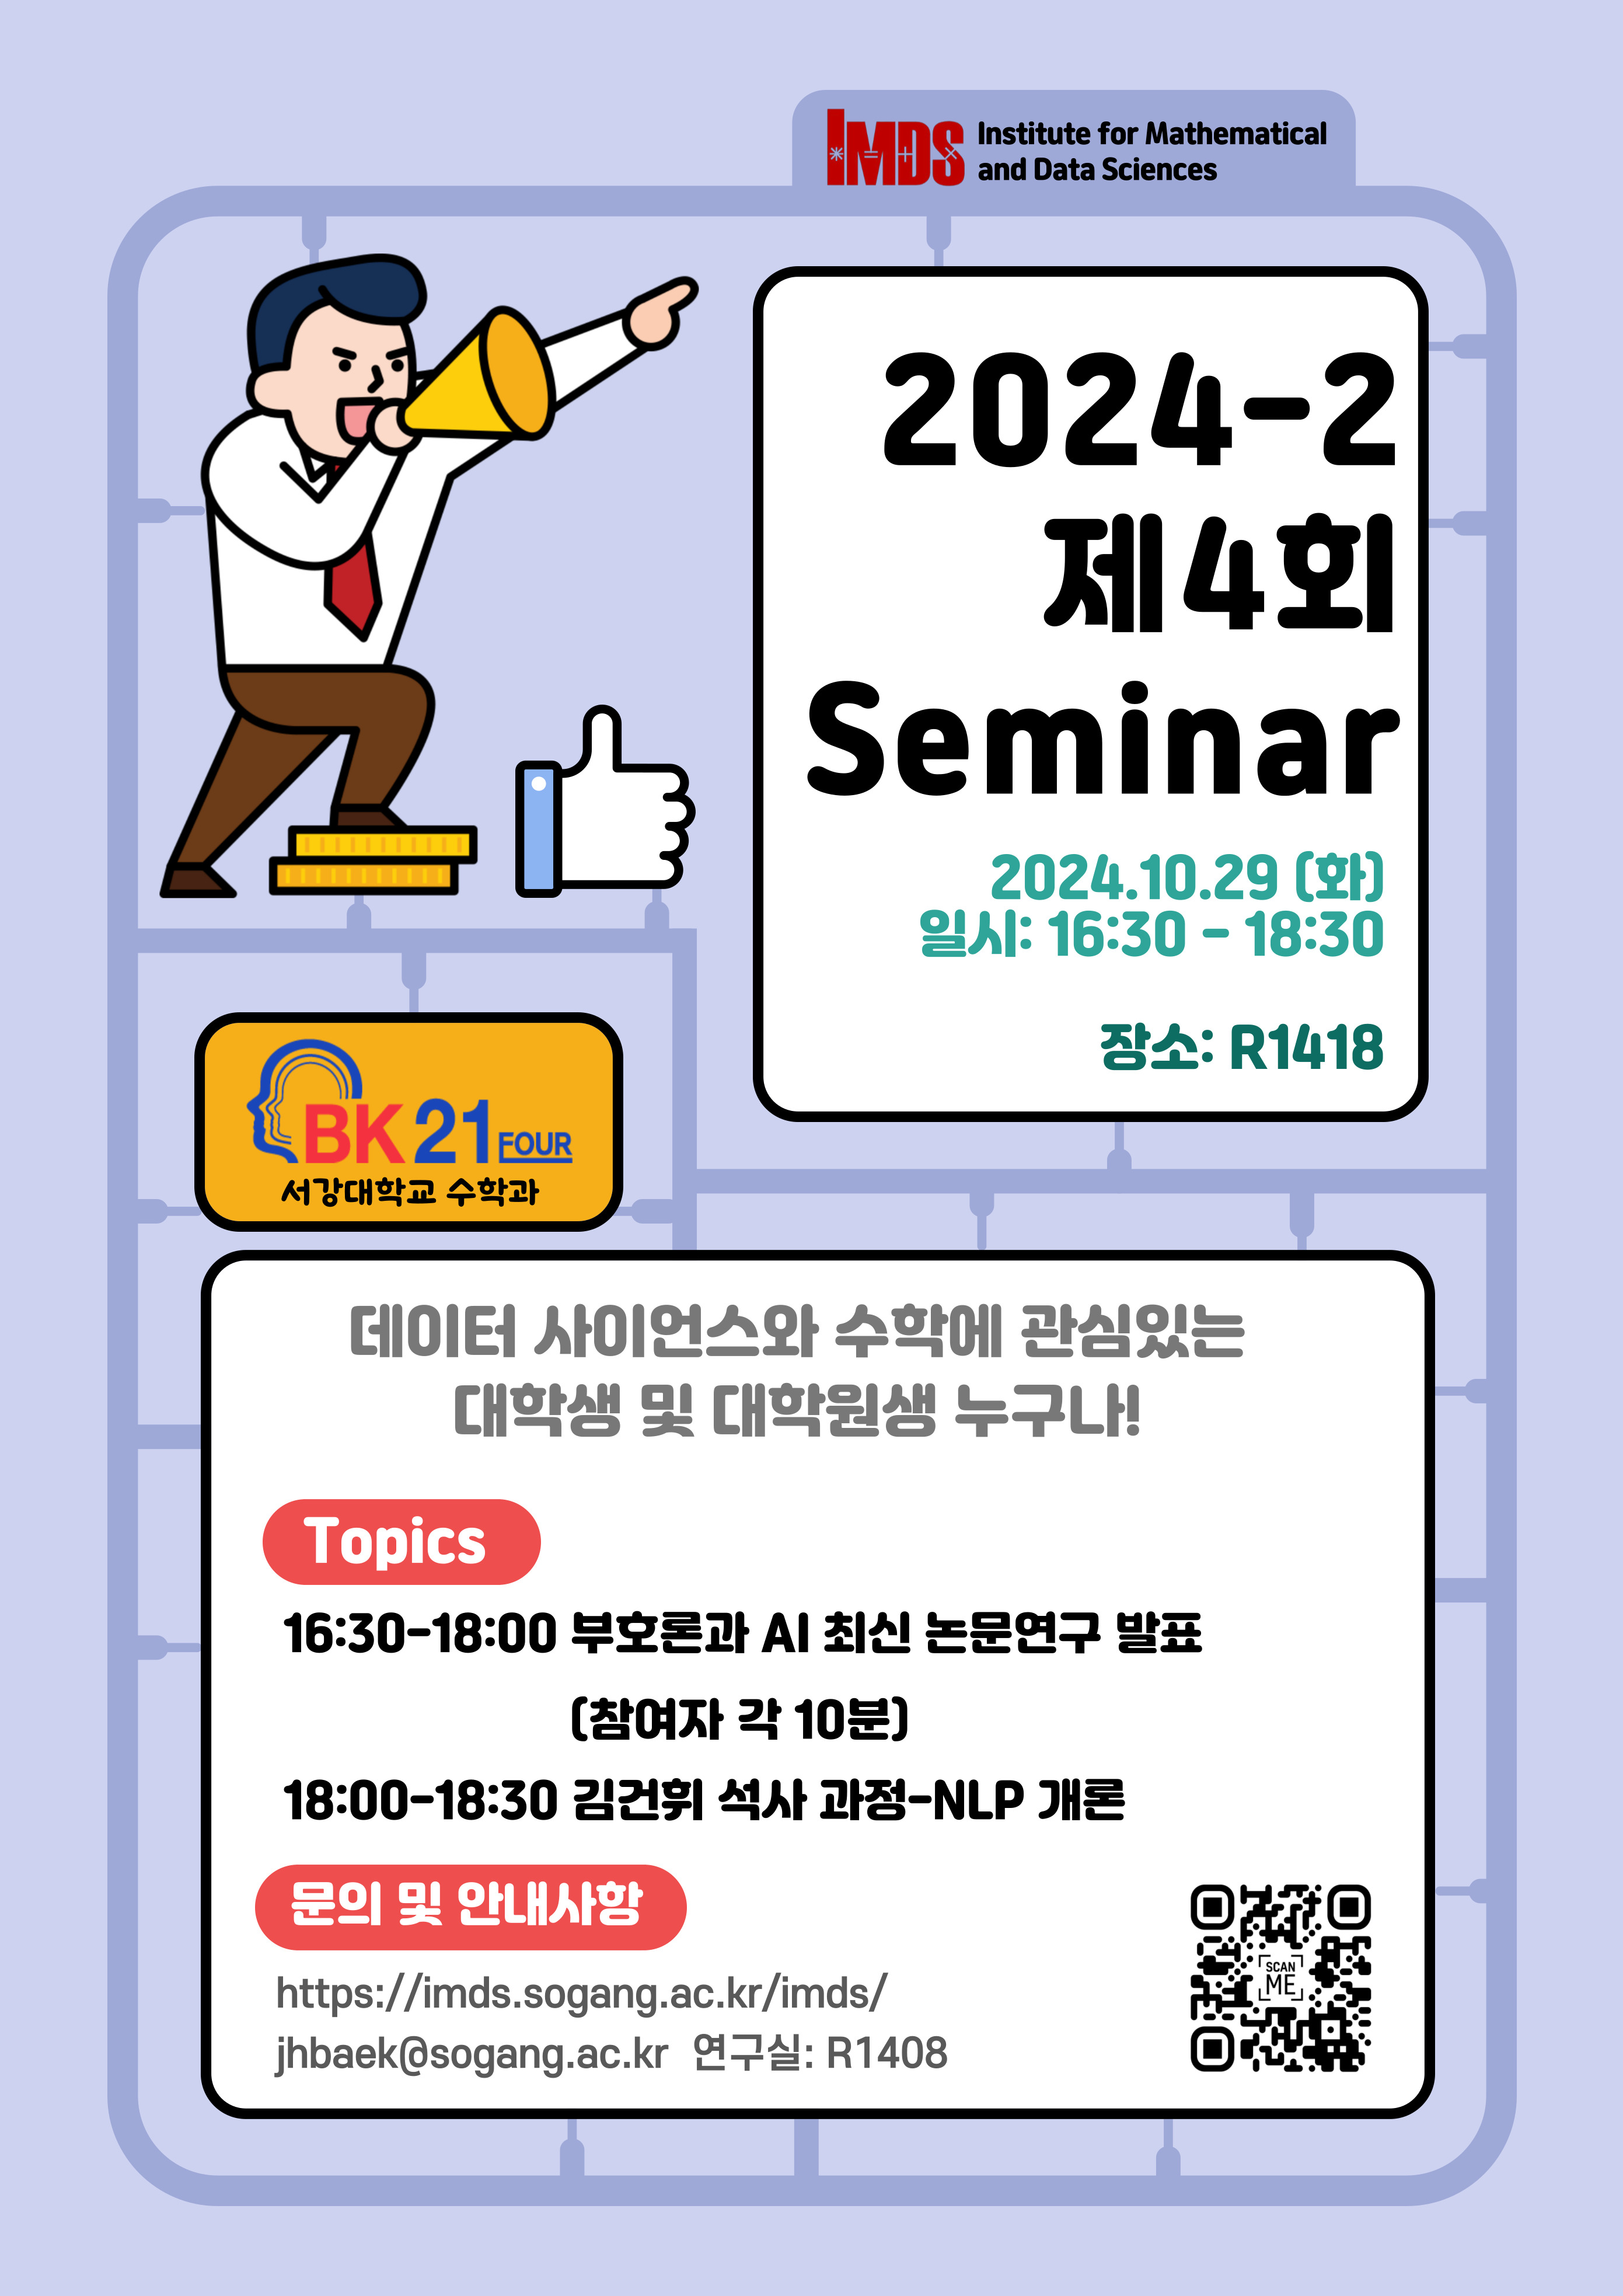 IMDS
Institute for Mathematical
and Data Sciences
2024-2
제4회
Seminar
2024.10.29 (화)
일시: 16:30 - 18:30
장소: R1418
BK 21 FOUR
서강대학교 수학과
데이터 사이언스와 수학에 관심있는
대학생 및 대학원생 누구나!
Topics
16:30-18:00 부호론과 AI 최신 논문연구 발표
(참여자 각 10분)
18:00-18:30 김건휘 석사 과정-NLP 개론
문의 및 안내사항
https://imds.sogang.ac.kr/imds/
jhbaek@sogang.ac.kr 연구실: R1408
SCAN
ME